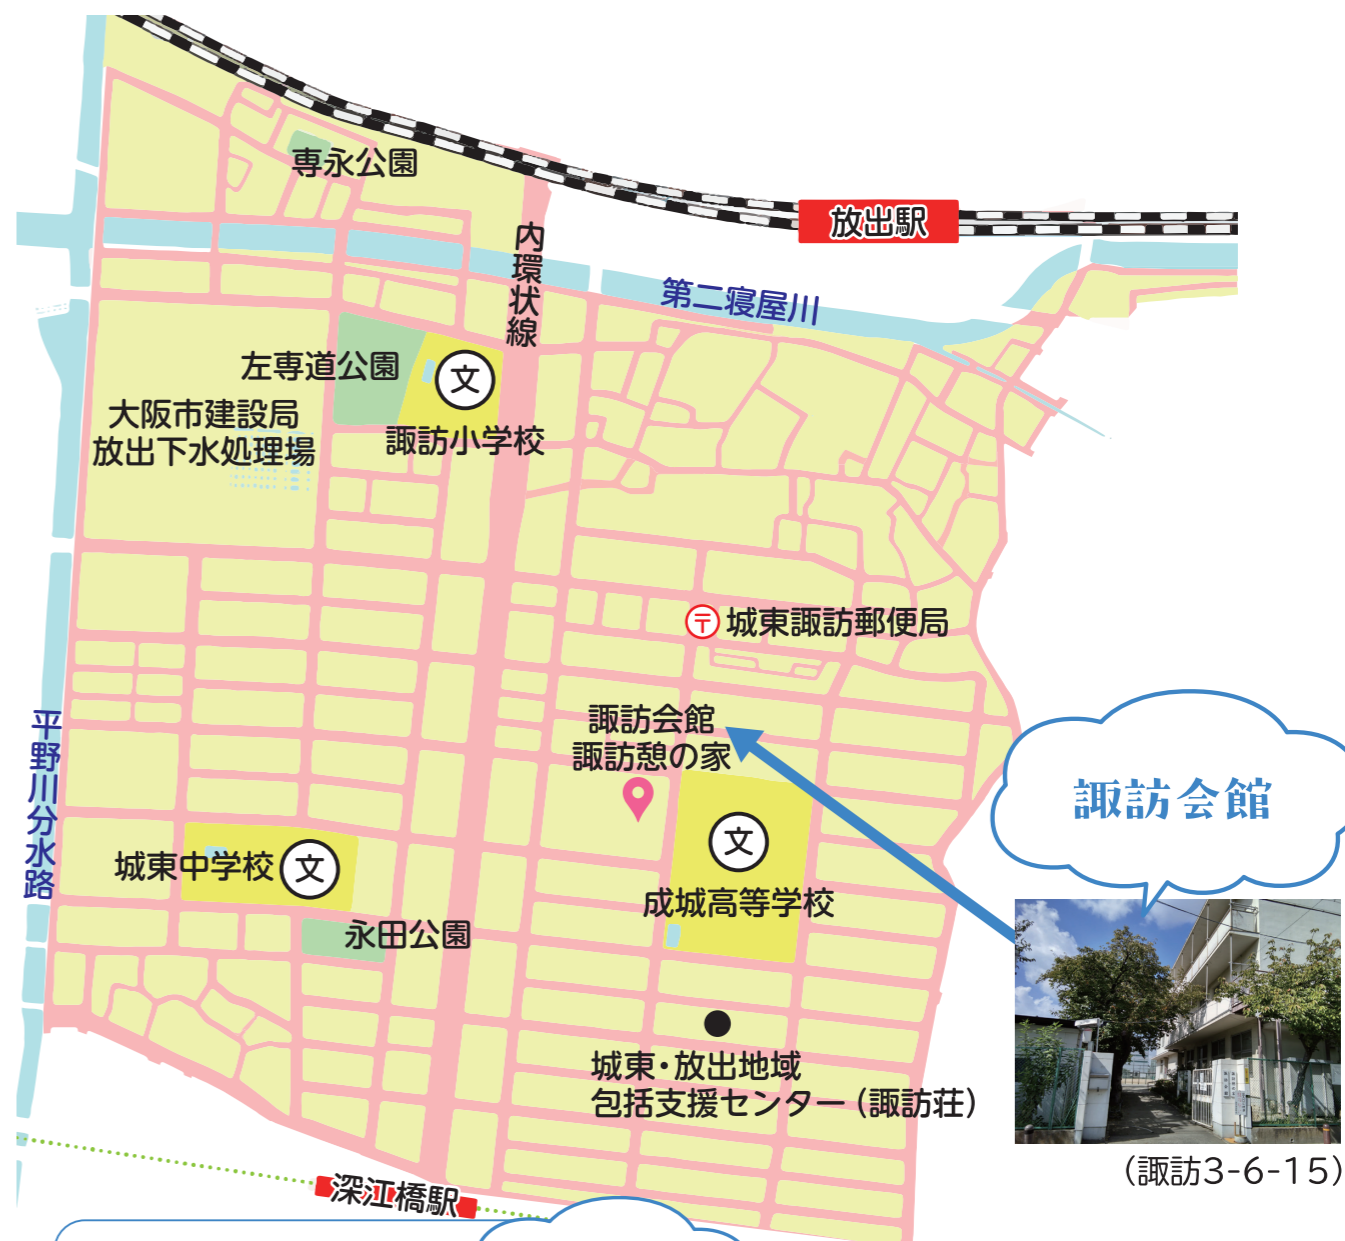 専永公園
放出駅
内環状線
第二寝屋川
左専道公園
文
大阪市建設局
放出下水処理場
諏訪小学校
〒
城東諏訪郵便局
平野川分水路
諏訪会館
諏訪憩の家
諏訪会館
文
城東中学校
文
成城高等学校
永田公園
城東・放出地域
包括支援センター(諏訪荘)
(諏訪3-6-15)
深江橋駅